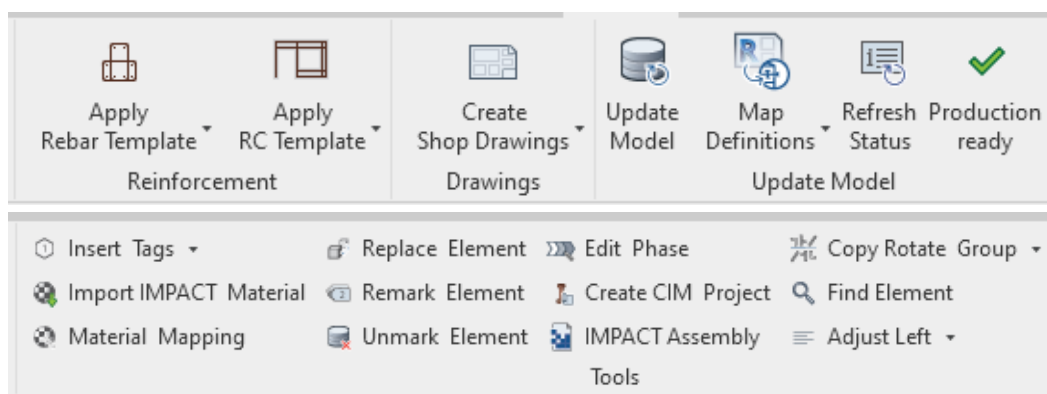 Apply Apply Create Update Map Refresh Production
Rebar Template RC Template Shop Drawings Model Definitions Status ready
Reinforcement Drawings Update Model
Insert Tags Replace Element Edit Phase Copy Rotate Group
Import IMPACT Material Remark Element Create CIM Project Find Element
Material Mapping Unmark Element IMPACT Assembly Adjust Left
Tools